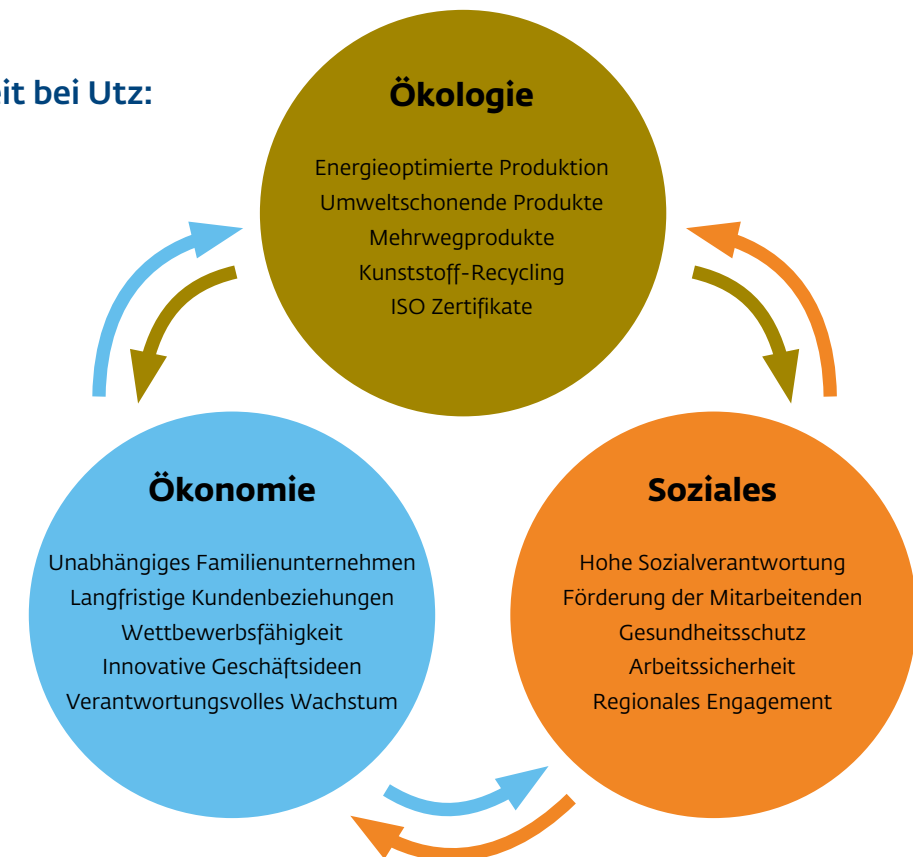 eit bei Utz:
Ökologie
Energieoptimierte Produktion
Umweltschonende Produkte
Mehrwegprodukte
Kunststoff-Recycling
ISO Zertifikate
Ökonomie
Unabhängiges Familienunternehmen
Langfristige Kundenbeziehungen
Wettbewerbsfähigkeit
Innovative Geschäftsideen
Verantwortungsvolles Wachstum
Soziales
Hohe Sozialverantwortung
Förderung der Mitarbeitenden
Gesundheitsschutz
Arbeitssicherheit
Regionales Engagement